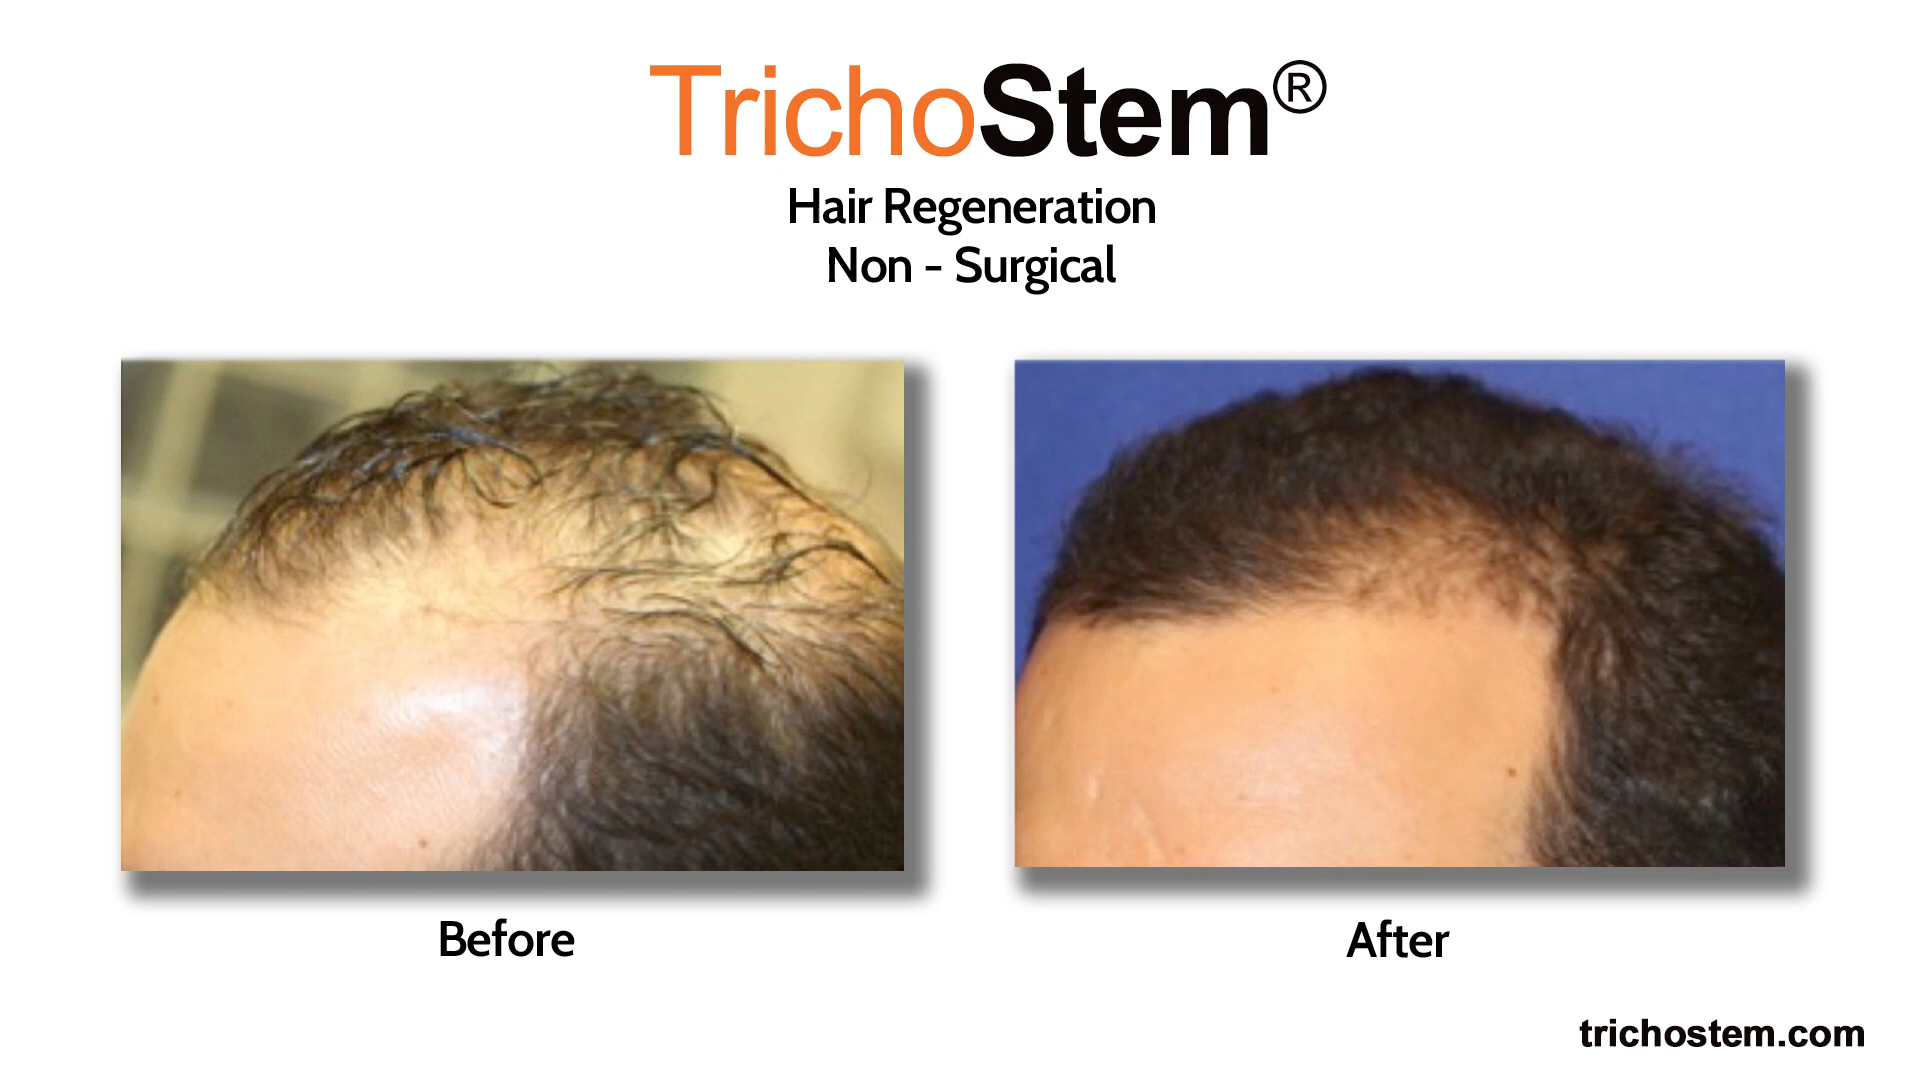 TrichoStem®
Hair Regeneration
Non - Surgical
Before
After
trichostem.com